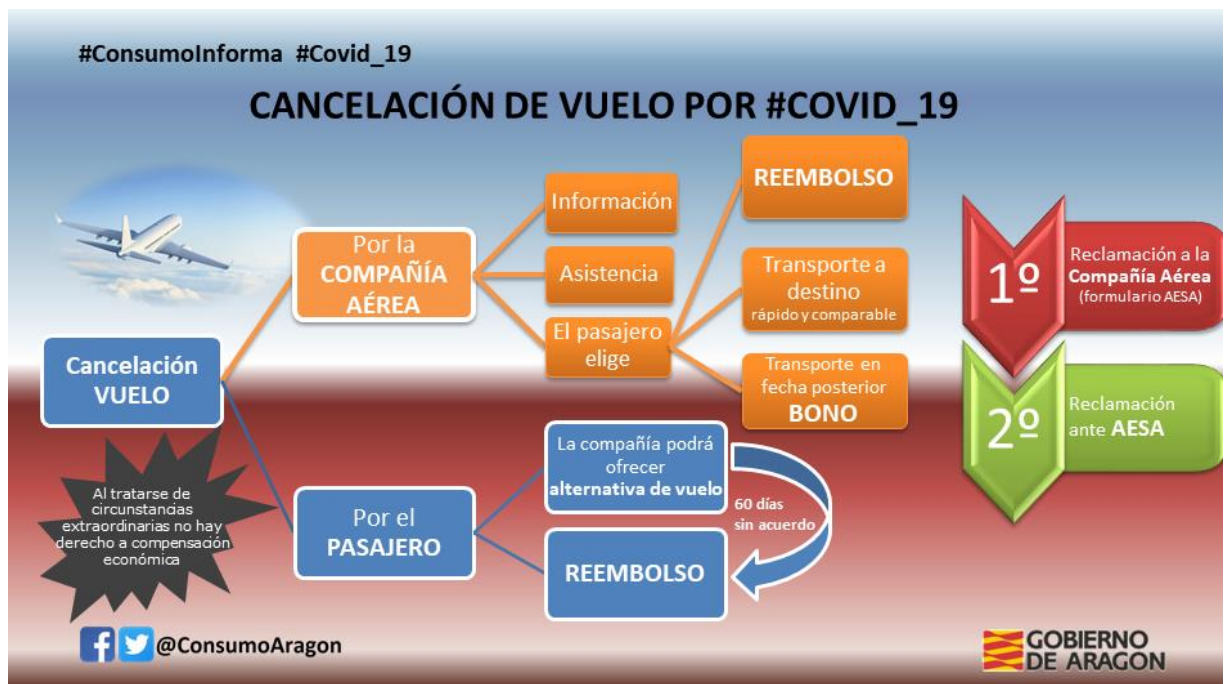 #ConsumoInforma #Covid_19
CANCELACIÓN DE VUELO POR #COVID_19
Cancelación
VUELO
Al tratarse de
circunstancias
extraordinarias no hay
derecho a compensación
económica
Por la
COMPAÑÍA
AÉREA
Información
Asistencia
El pasajero
elige
REEMBOLSO
Transporte a
destino
rápido y comparable
Transporte en
fecha posterior
BONO
Por el
PASAJERO
La compañía podrá
ofrecer
alternativa de vuelo
60 días
sin acuerdo
REEMBOLSO
1º
Reclamación a la
Compañía Aérea
(formulario AESA)
2º
Reclamación
ante AESA
@ConsumoAragon
GOBIERNO
DE ARAGON